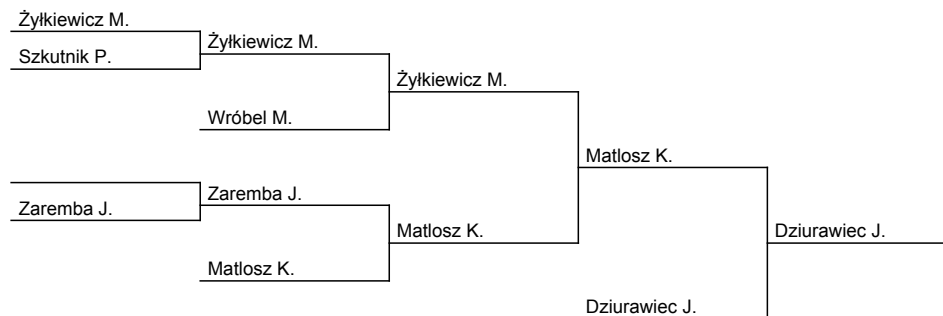 Żyłkiewicz M.
Szkutnik P.
Żyłkiewicz M.
Wróbel M.
Żyłkiewicz M.
Zaremba J.
Zaremba J.
Matlosz K.
Matlosz K.
Matlosz K.
Dziurawiec J.
Dziurawiec J.